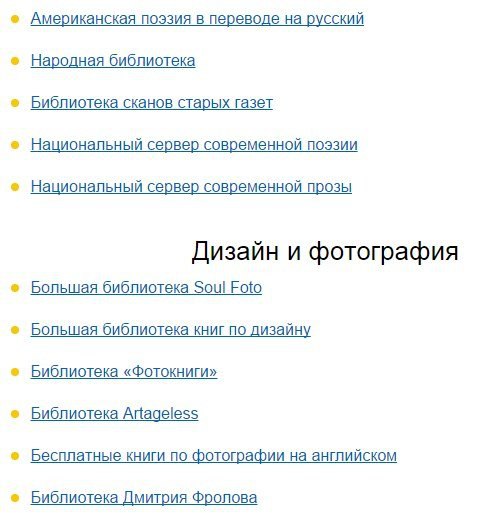 Американская поэзия в переводе на русский
Народная библиотека
Библиотека сканов старых газет
Национальный сервер современной поэзии
Национальный сервер современной прозы
Дизайн и фотография
Большая библиотека Soul Foto
Большая библиотека книг по дизайну
Библиотека «Фотокниги»
Библиотека Artageless
Бесплатные книги по фотографии на английском
Библиотека Дмитрия Фролова